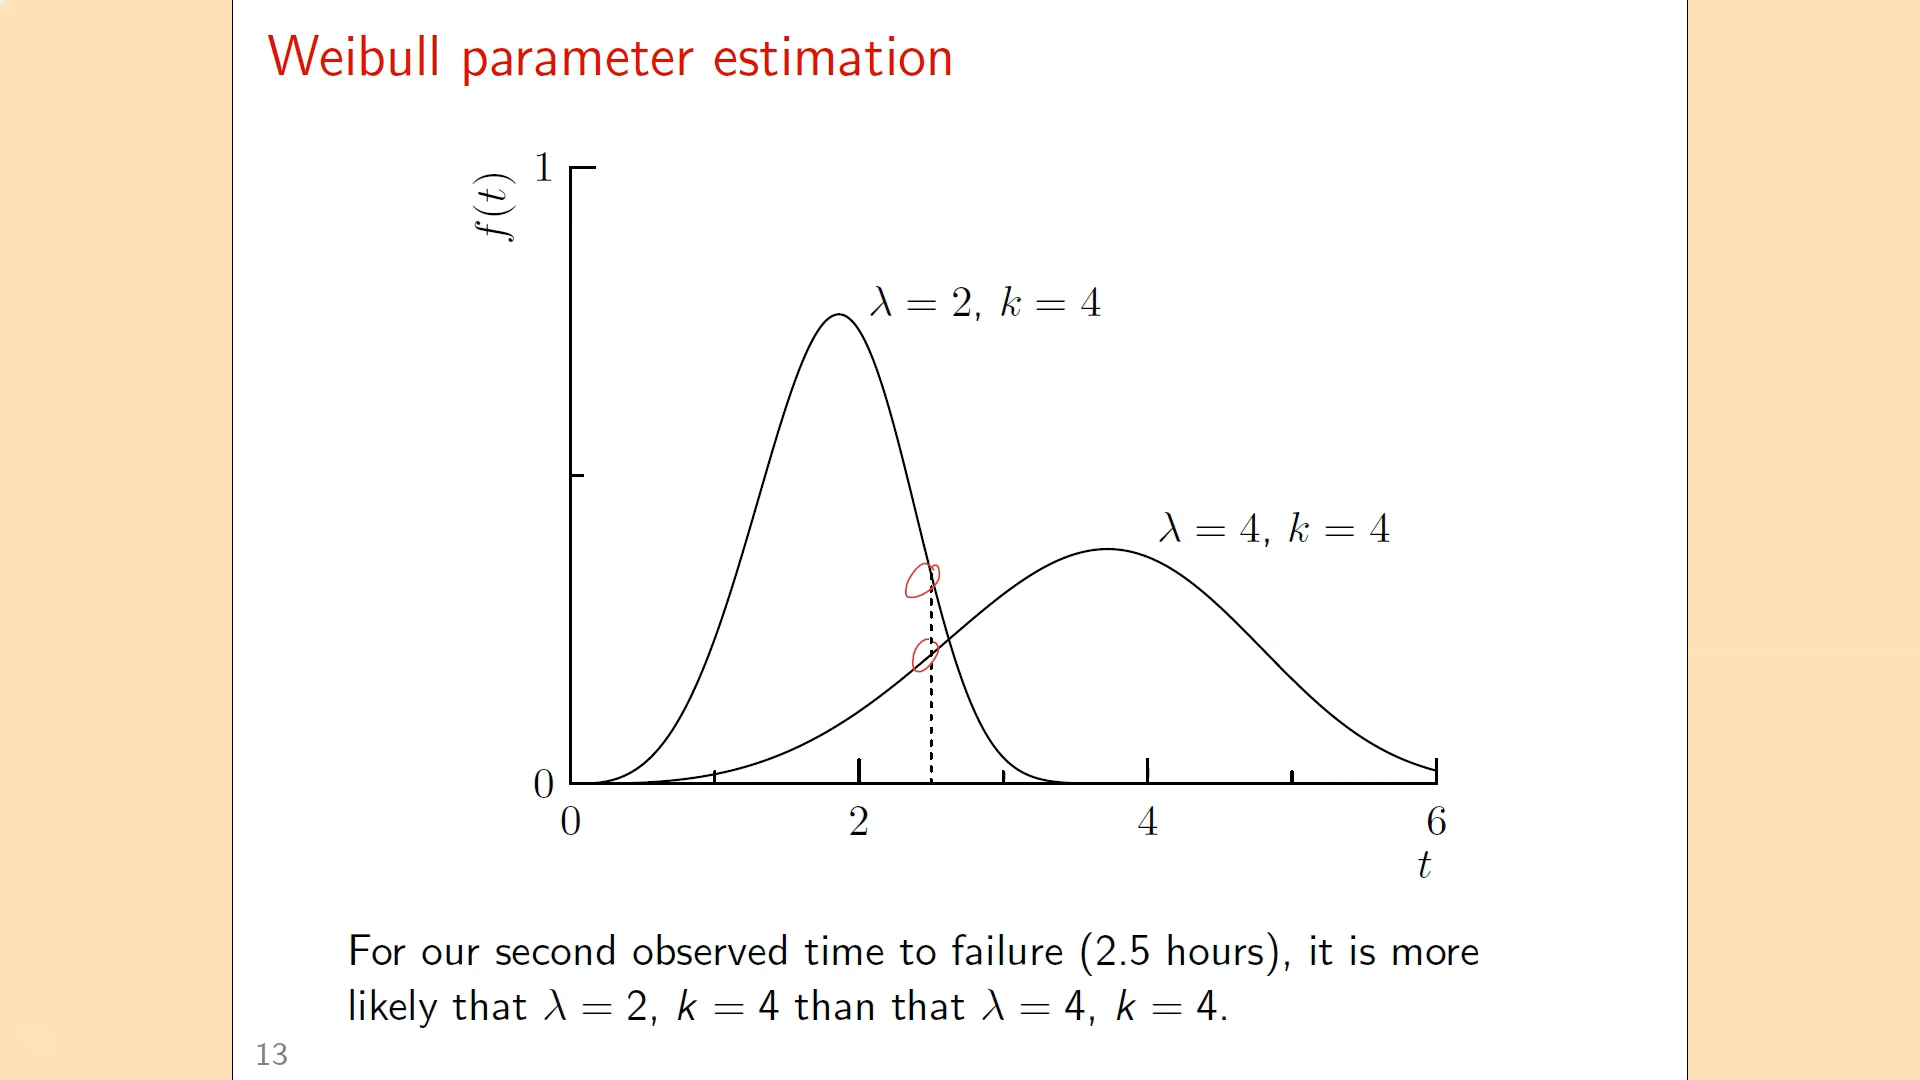 Weibull parameter estimation
f(t)
1
λ = 2, k = 4
λ = 4, k = 4
0
0 2 4 6
t
For our second observed time to failure (2.5 hours), it is more
likely that λ = 2, k = 4 than that λ = 4, k = 4.
13